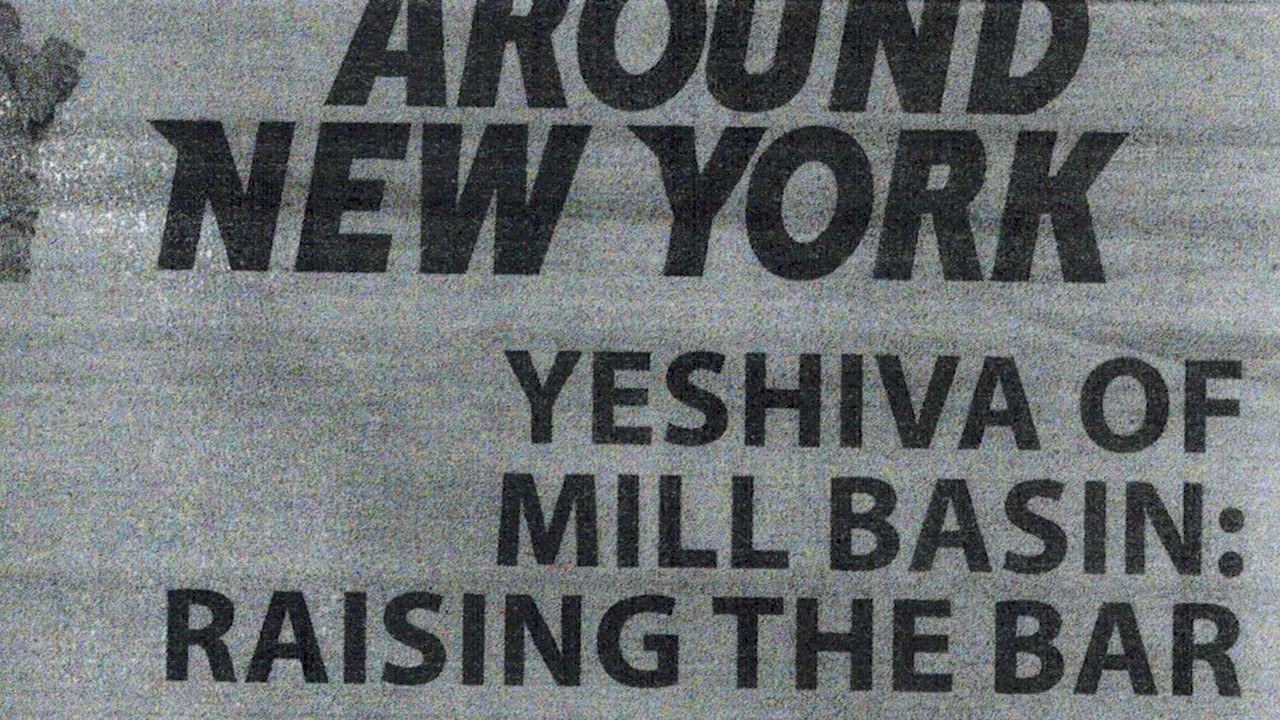 AROUND
NEW YORK
YESHIVA OF
MILL BASIN:
RAISING THE BAR